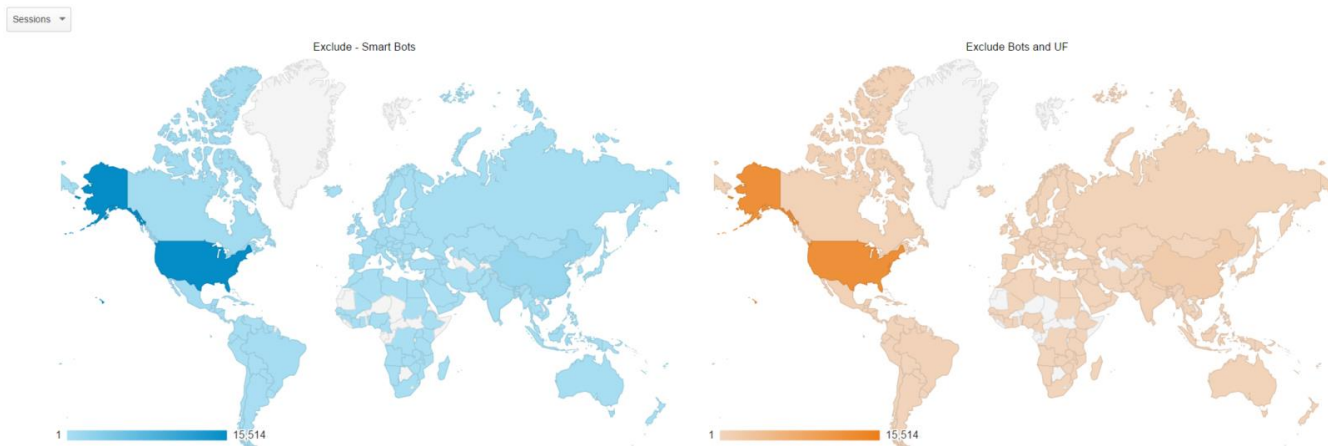 Sessions
Exclude - Smart Bots
Exclude Bots and UF
1 15,514
1 15,514